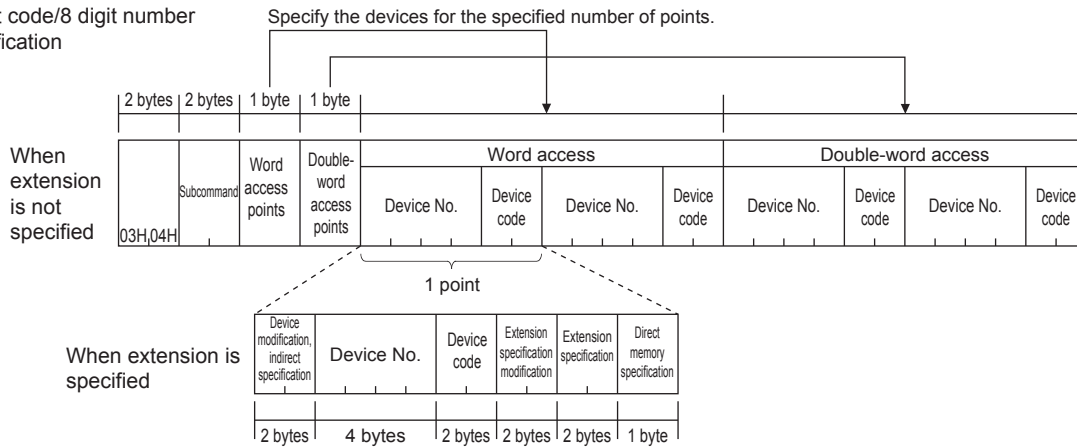 t code/8 digit number
fication
Specify the devices for the specified number of points.
2 bytes 2 bytes 1 byte 1 byte
When
extension
is not
specified
03H 04H
Subcommand
Word
access
points
Double-
word
access
points
Word access
Device No.
Device
code
Device No.
Device
code
Double-word access
Device No.
Device
code
Device No.
Device
code
1 point
When extension is
specified
Device
modification,
indirect
specification
Device No.
Device
code
Extension
specification
modification
Extension
specification
Direct
memory
specification
2 bytes 4 bytes 2 bytes 2 bytes 2 bytes 1 byte